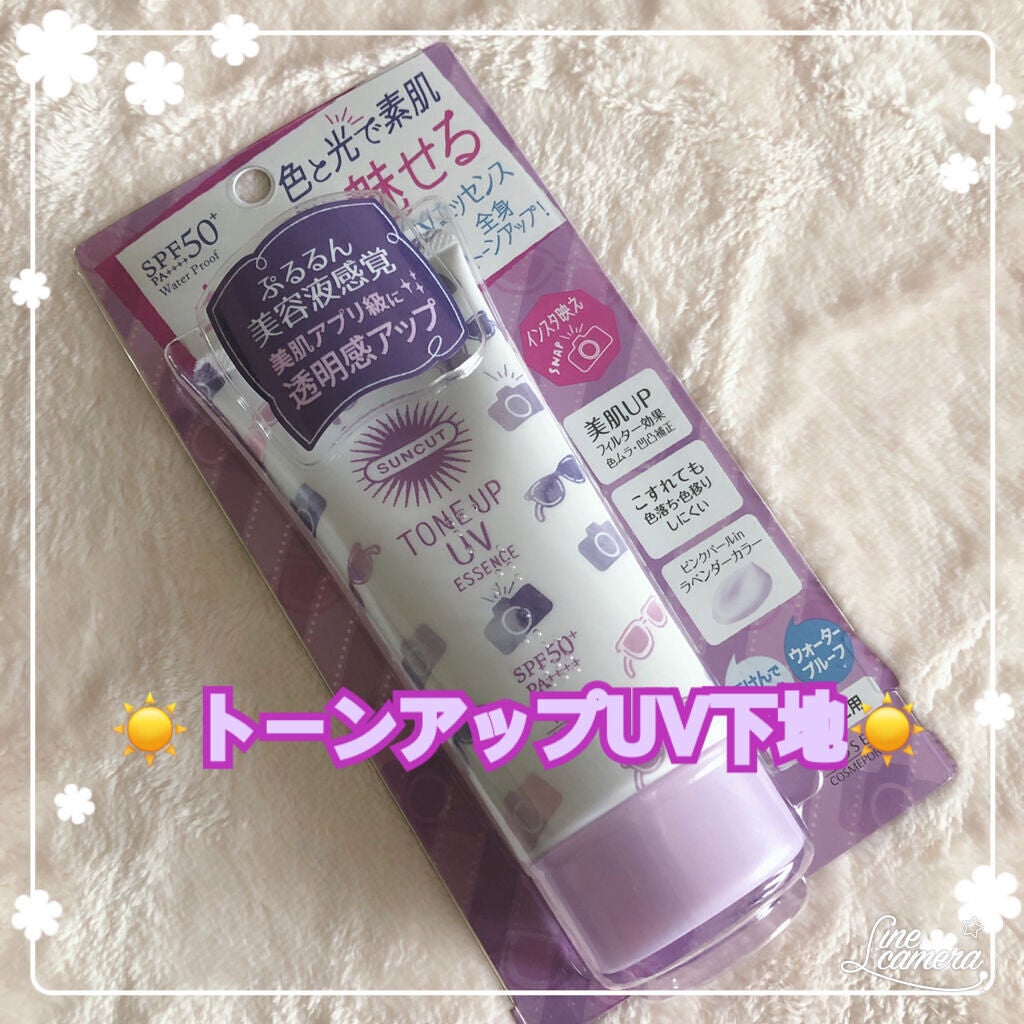 色と光で素肌
魅せる
エッセンス
全身
トーンアップ!
SPF50+
PA++++
Water Proof
ぷるるん
美容液感覚
美肌アプリ級に
透明感アップ
インスタ映え
SNAP
SUNCUT
TONE UP
UV
ESSENCE
SPF50+
PA++++
美肌UP
フィルター効果
色ムラ・凹凸補正
こすれても
色落ち・色移り
しにくい
ピンクパールin
ラベンダーカラー
ウォーター
プルーフ
けんで
用
COSMEPOR
トーンアップUV下地
Line
camera